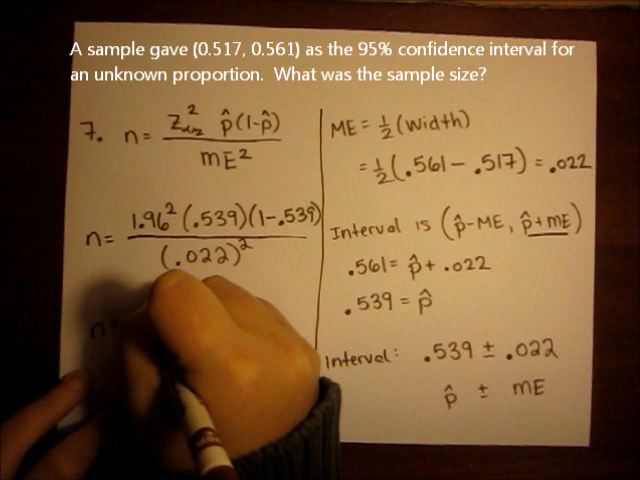 A sample gave (0.517, 0.561) as the 95% confidence interval for
an unknown proportion. What was the sample size?
7. n = Z²α/2 p̂(1-p̂) / mE²
n = 1.96² (.539)(1-.539) / (.022)²
n =
ME = ½ (width)
= ½ (.561 - .517) = .022
Interval is (p̂-ME, p̂+mE)
.561 = p̂ + .022
.539 = p̂
Interval: .539 ± .022
p̂ ± mE